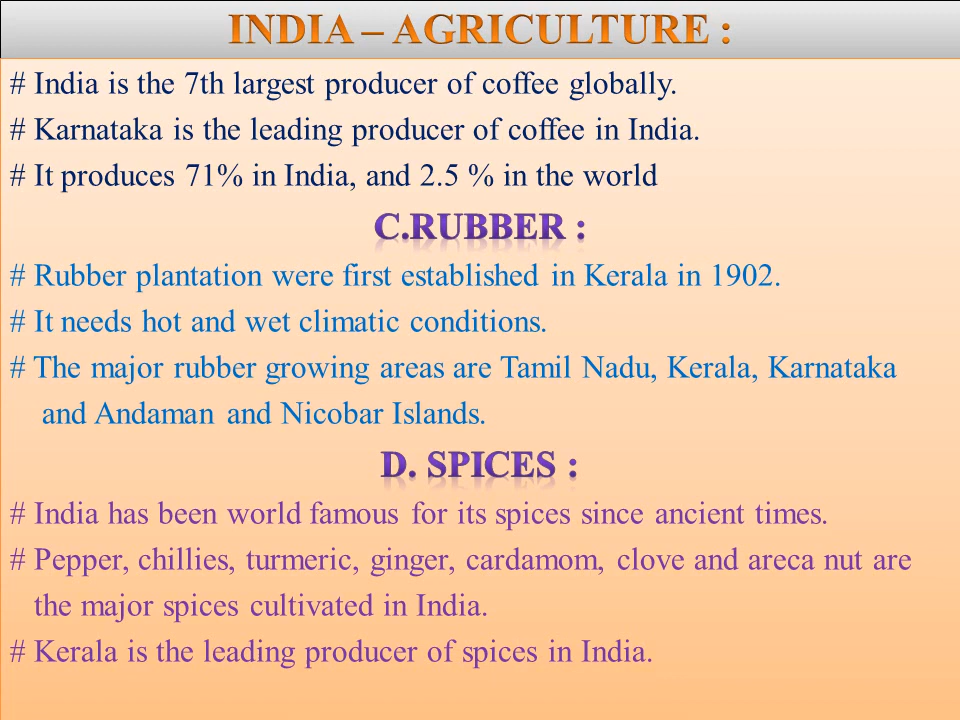 INDIA – AGRICULTURE :
# India is the 7th largest producer of coffee globally.
# Karnataka is the leading producer of coffee in India.
# It produces 71% in India, and 2.5 % in the world
C.RUBBER :
# Rubber plantation were first established in Kerala in 1902.
# It needs hot and wet climatic conditions.
# The major rubber growing areas are Tamil Nadu, Kerala, Karnataka
and Andaman and Nicobar Islands.
D. SPICES :
# India has been world famous for its spices since ancient times.
# Pepper, chillies, turmeric, ginger, cardamom, clove and areca nut are
the major spices cultivated in India.
# Kerala is the leading producer of spices in India.